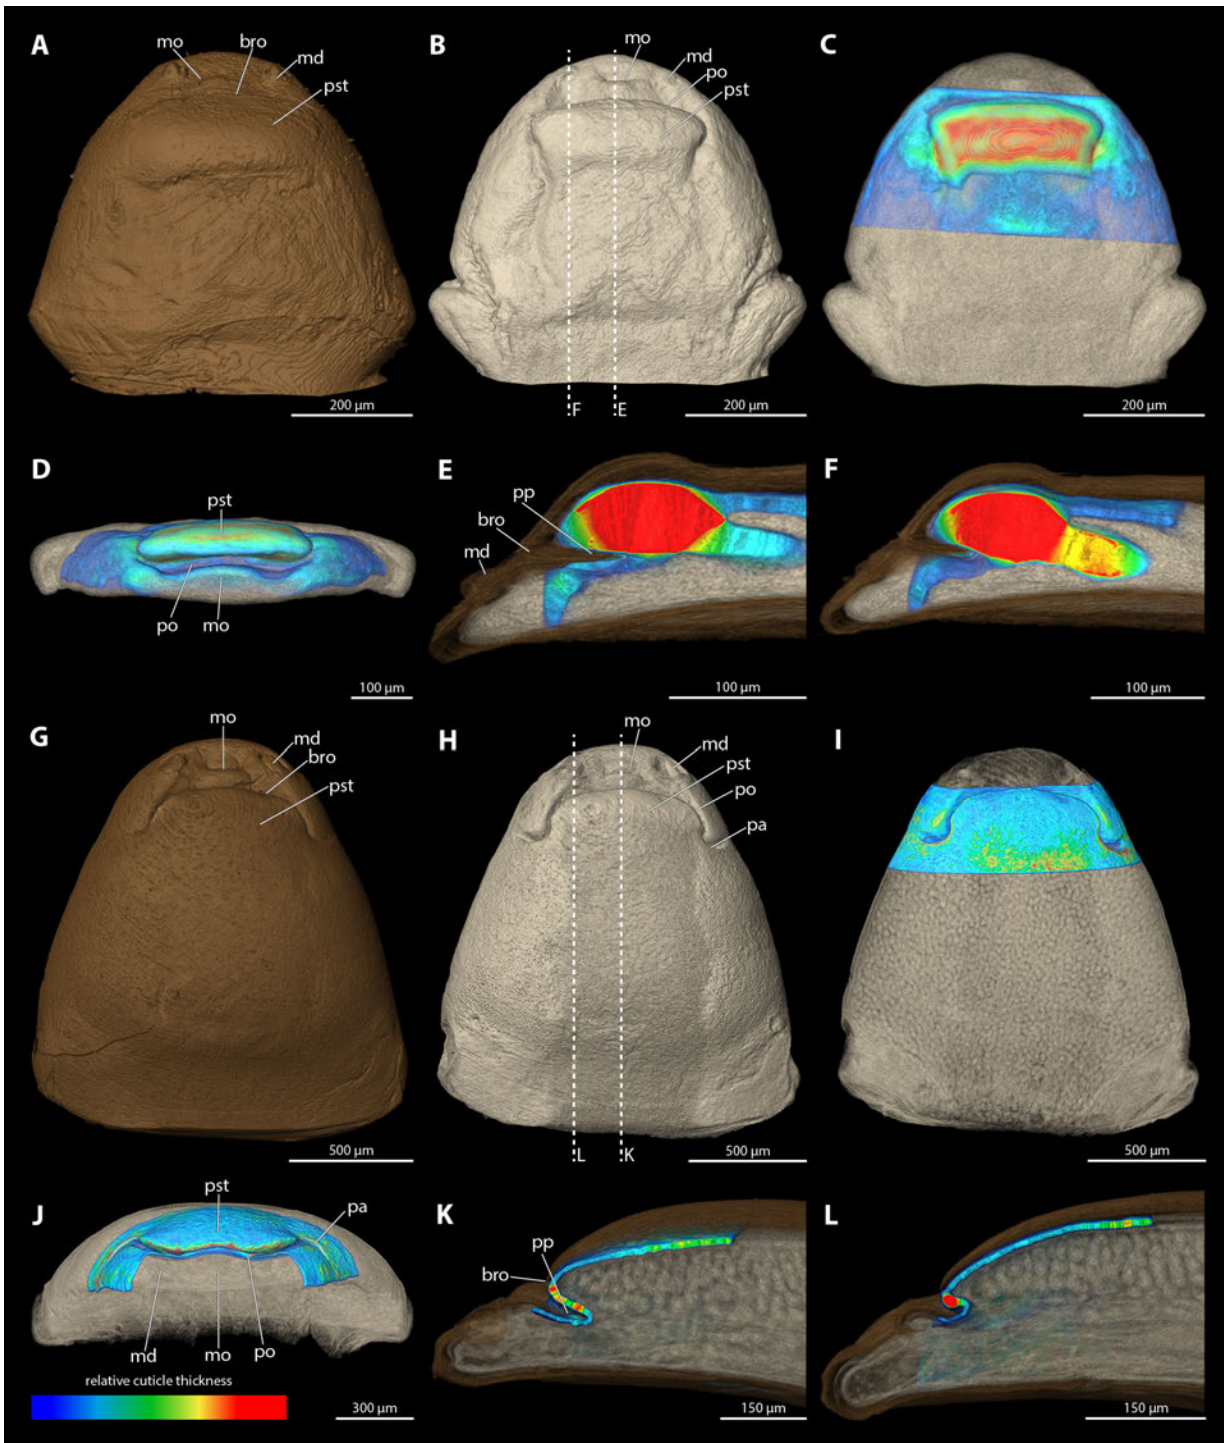 A
mo
bro
md
pst
200 µm
B
mo
md
po
pst
F
E
200 µm
C
200 µm
D
pst
po
mo
100 µm
E
pp
bro
md
100 µm
F
100 µm
G
mo
md
bro
pst
500 µm
H
mo
md
pst
po
pa
L
K
500 µm
I
500 µm
J
pst
pa
md
mo
po
relative cuticle thickness
300 µm
K
pp
bro
150 µm
L
150 µm